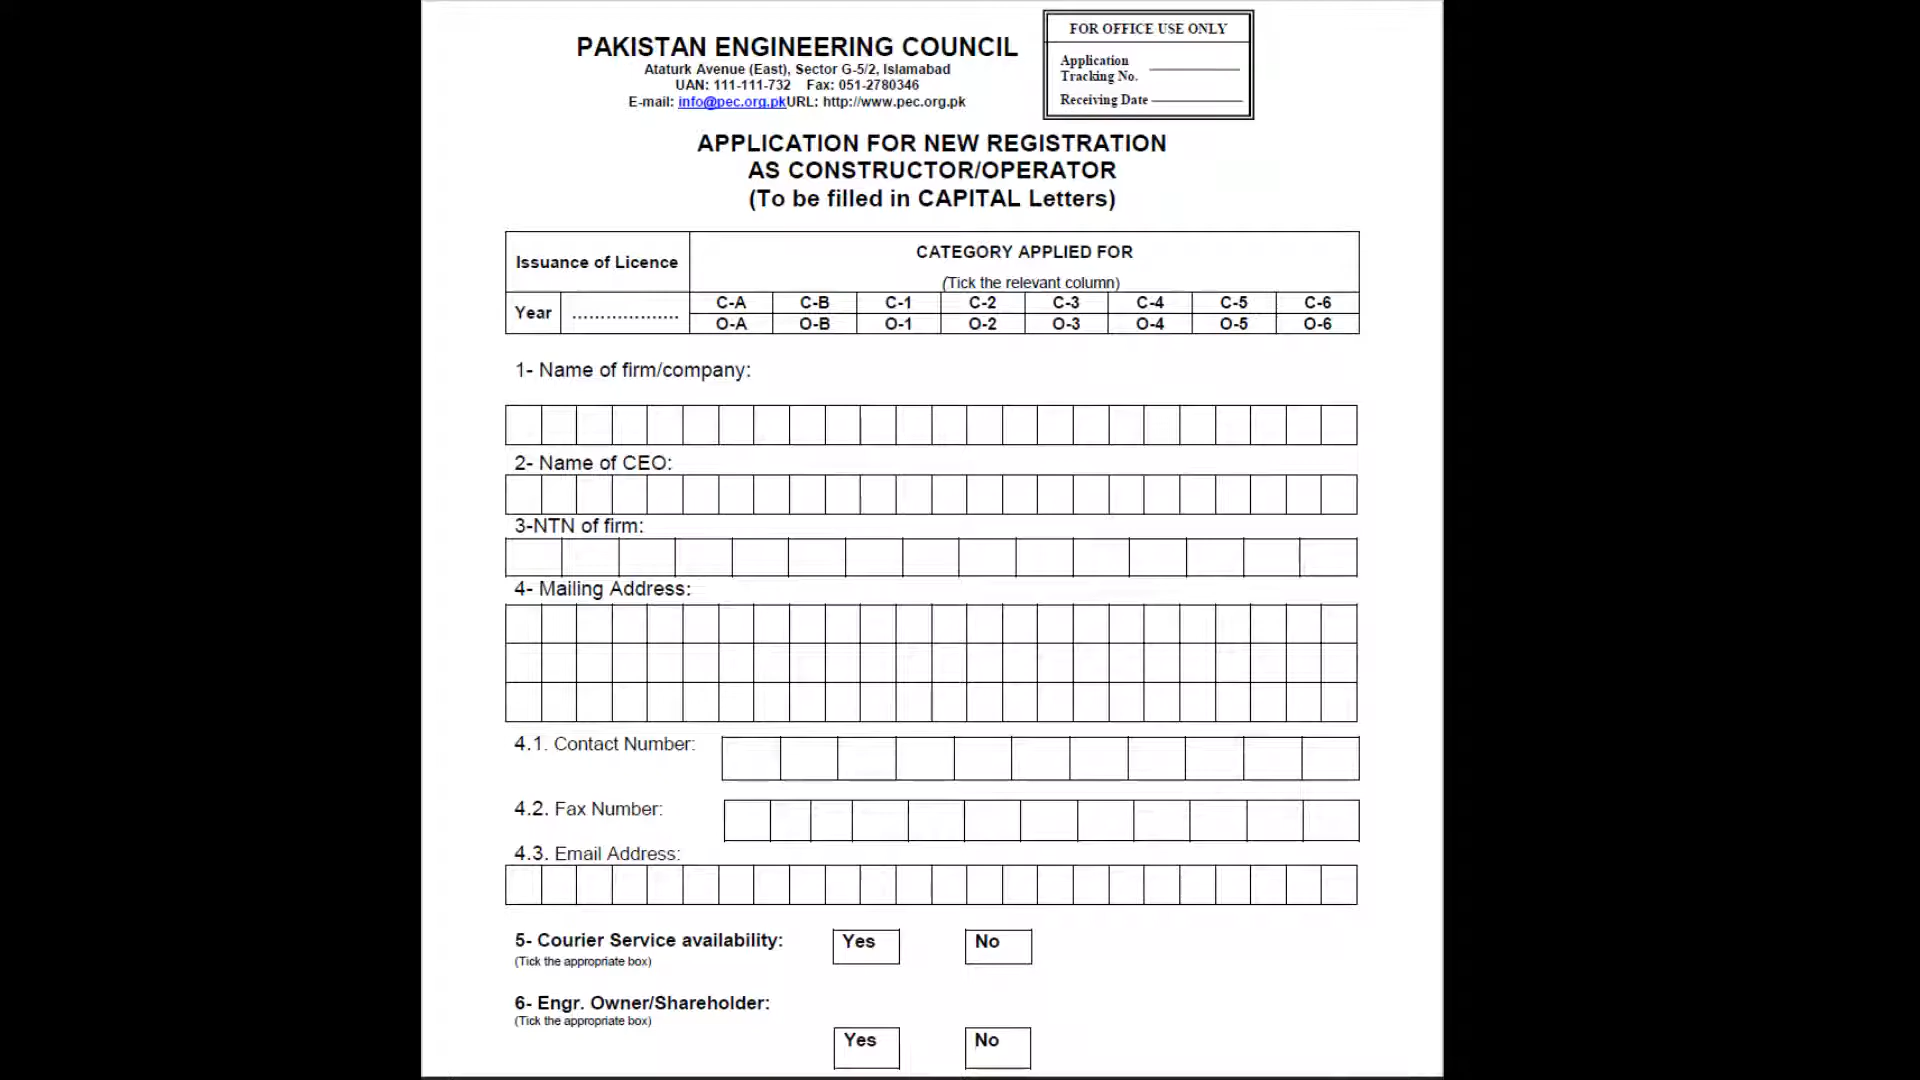 PAKISTAN ENGINEERING COUNCIL
Ataturk Avenue (East), Sector G-5/2, Islamabad
UAN: 111-111-732 Fax: 051-2780346
E-mail: info@pec.org.pkURL: http://www.pec.org.pk
FOR OFFICE USE ONLY
Application
Tracking No.
Receiving Date
APPLICATION FOR NEW REGISTRATION
AS CONSTRUCTOR/OPERATOR
(To be filled in CAPITAL Letters)
Issuance of Licence
CATEGORY APPLIED FOR
(Tick the relevant column)
Year ..................
C-A C-B C-1 C-2 C-3 C-4 C-5 C-6
O-A O-B O-1 O-2 O-3 O-4 O-5 O-6
1- Name of firm/company:
2- Name of CEO:
3-NTN of firm:
4- Mailing Address:
4.1. Contact Number:
4.2. Fax Number:
4.3. Email Address:
5- Courier Service availability: Yes No
(Tick the appropriate box)
6- Engr. Owner/Shareholder:
(Tick the appropriate box)
Yes No